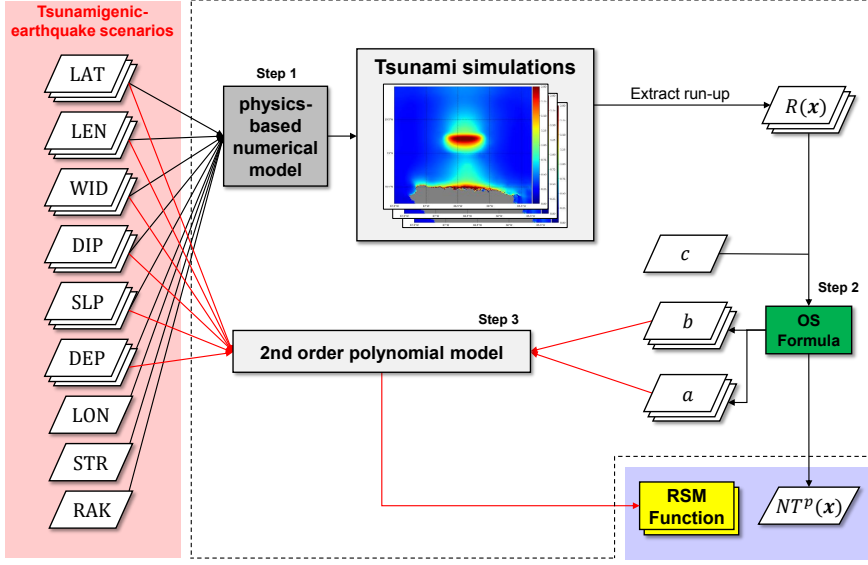 Tsunamigenic-
earthquake scenarios
LAT
LEN
WID
DIP
SLP
DEP
LON
STR
RAK
Step 1
physics-
based
numerical
model
Tsunami simulations
Extract run-up
R(x)
c
Step 2
OS
Formula
b
a
Step 3
2nd order polynomial model
RSM
Function
NTᵖ(x)